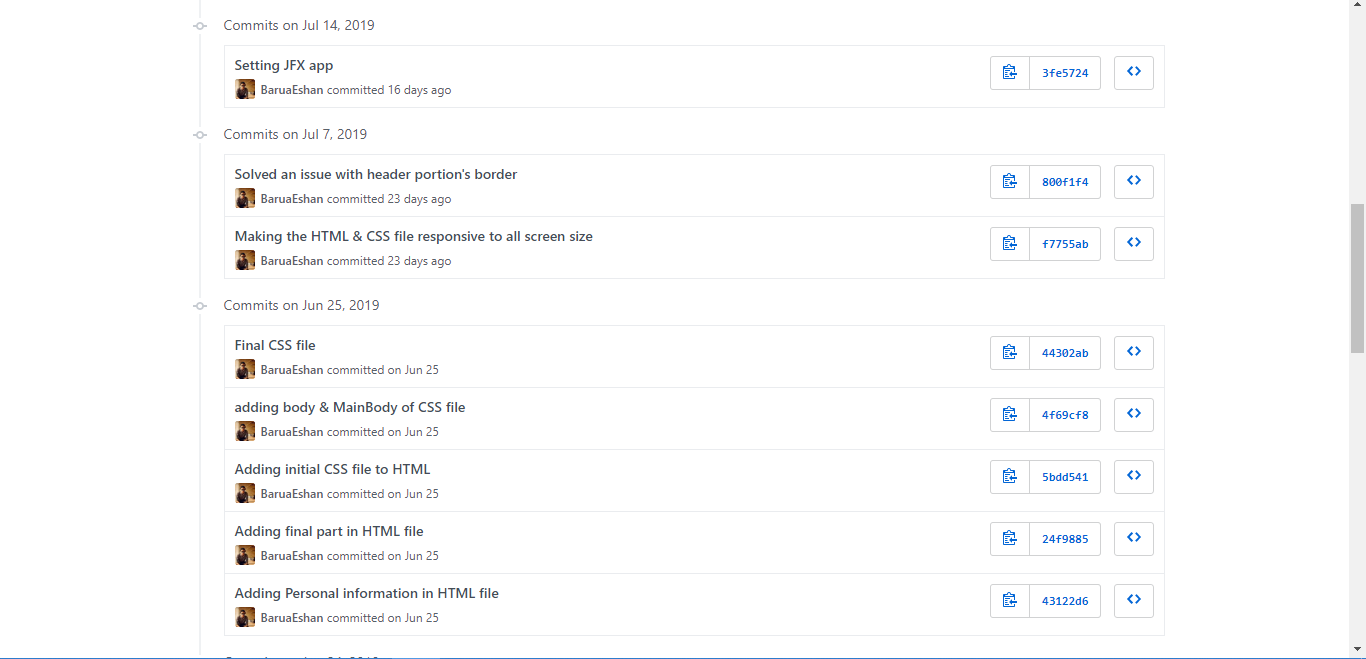 Commits on Jul 14, 2019
Setting JFX app
3fe5724
BaruaEshan committed 16 days ago
Commits on Jul 7, 2019
Solved an issue with header portion's border
800f1f4
BaruaEshan committed 23 days ago
Making the HTML & CSS file responsive to all screen size
f7755ab
BaruaEshan committed 23 days ago
Commits on Jun 25, 2019
Final CSS file
44302ab
BaruaEshan committed on Jun 25
adding body & MainBody of CSS file
4f69cf8
BaruaEshan committed on Jun 25
Adding initial CSS file to HTML
5bdd541
BaruaEshan committed on Jun 25
Adding final part in HTML file
24f9885
BaruaEshan committed on Jun 25
Adding Personal information in HTML file
43122d6
BaruaEshan committed on Jun 25